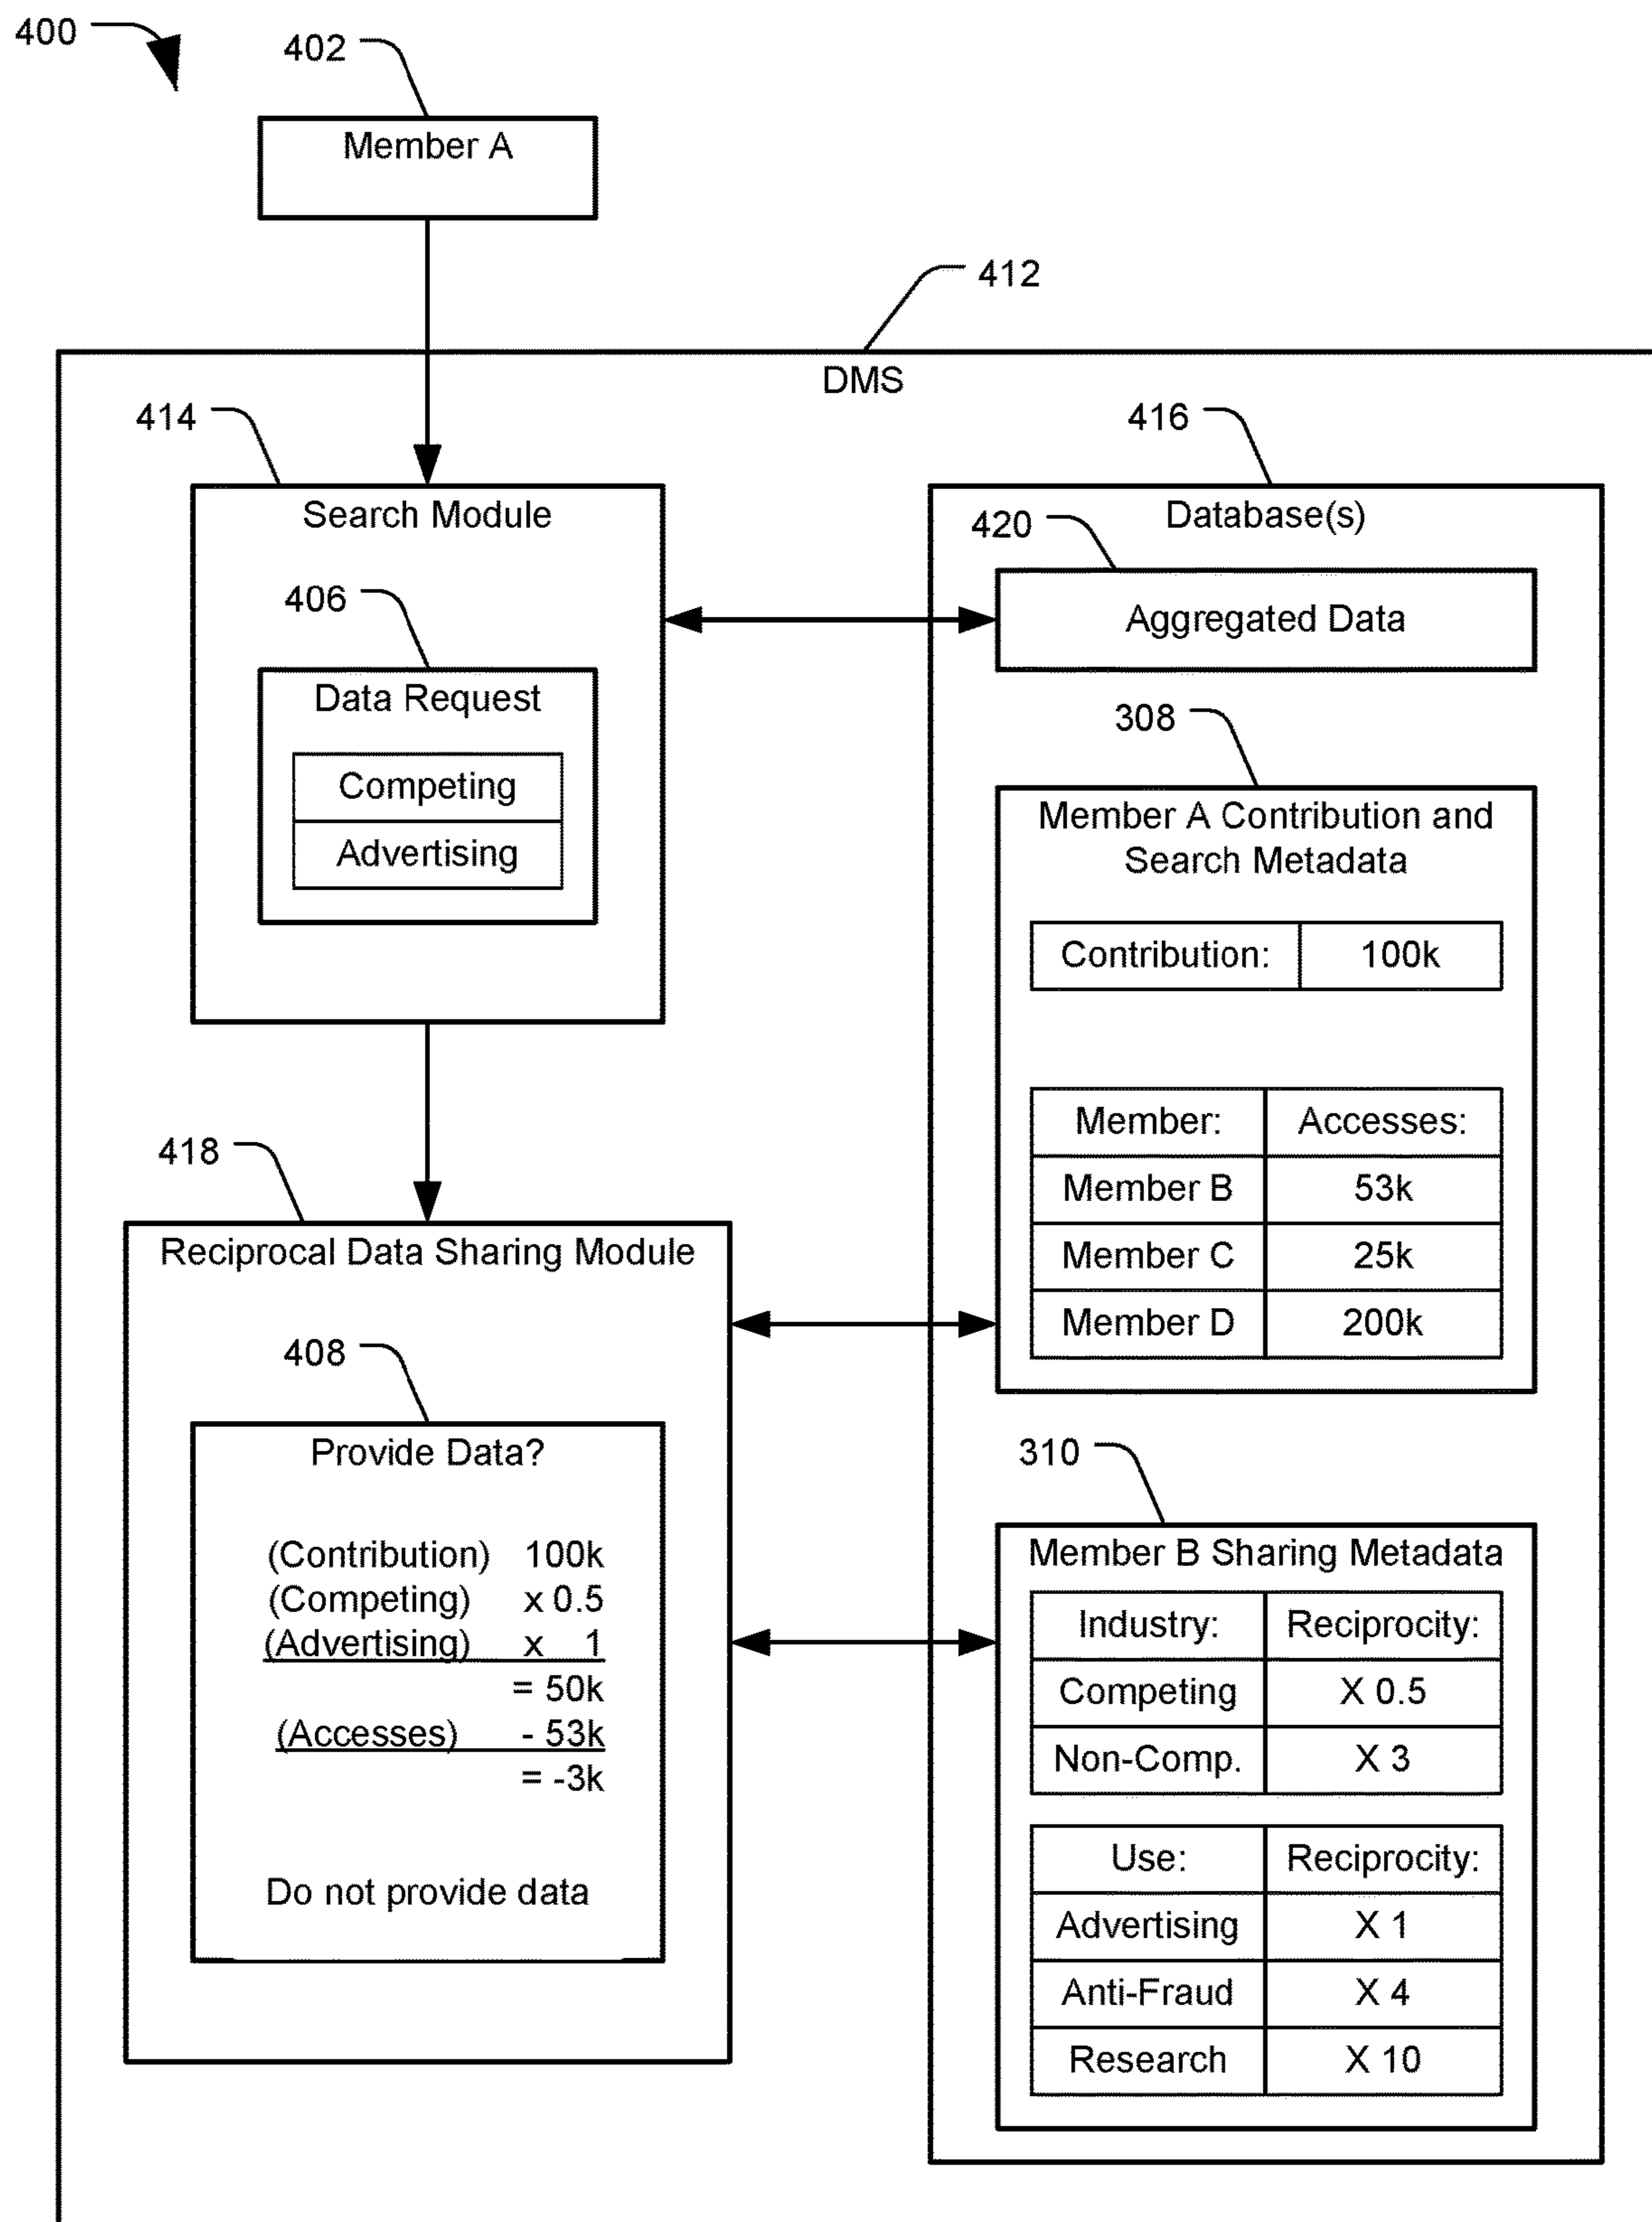 400
402
Member A
412
DMS
414
Search Module
406
Data Request
Competing
Advertising
416
Database(s)
420
Aggregated Data
308
Member A Contribution and
Search Metadata
Contribution: 100k
Member: Accesses:
Member B 53k
Member C 25k
Member D 200k
418
Reciprocal Data Sharing Module
408
Provide Data?
(Contribution) 100k
(Competing) x 0.5
(Advertising) x 1
= 50k
(Accesses) - 53k
= -3k
Do not provide data
310
Member B Sharing Metadata
Industry: Reciprocity:
Competing X 0.5
Non-Comp. X 3
Use: Reciprocity:
Advertising X 1
Anti-Fraud X 4
Research X 10